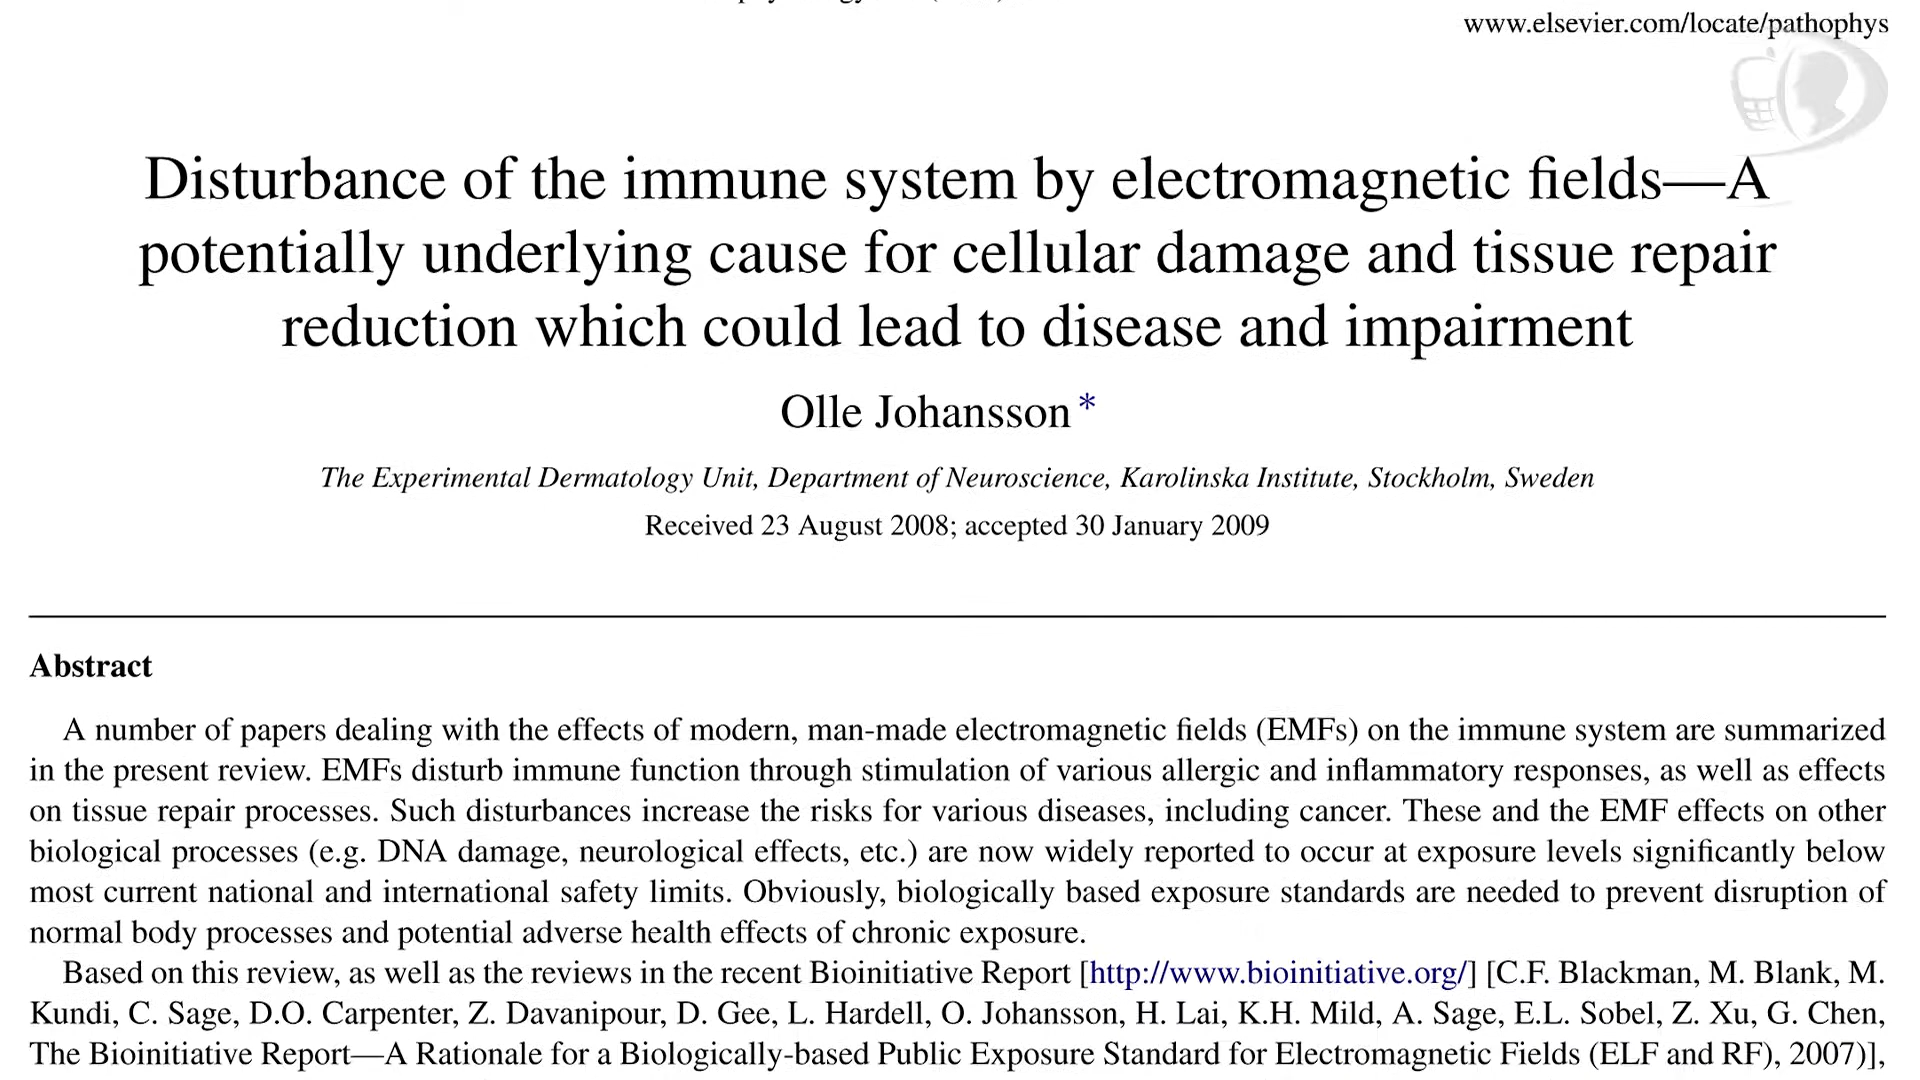 www.elsevier.com/locate/pathophys
Disturbance of the immune system by electromagnetic fields—A
potentially underlying cause for cellular damage and tissue repair
reduction which could lead to disease and impairment
Olle Johansson *
The Experimental Dermatology Unit, Department of Neuroscience, Karolinska Institute, Stockholm, Sweden
Received 23 August 2008; accepted 30 January 2009
Abstract
A number of papers dealing with the effects of modern, man-made electromagnetic fields (EMFs) on the immune system are summarized
in the present review. EMFs disturb immune function through stimulation of various allergic and inflammatory responses, as well as effects
on tissue repair processes. Such disturbances increase the risks for various diseases, including cancer. These and the EMF effects on other
biological processes (e.g. DNA damage, neurological effects, etc.) are now widely reported to occur at exposure levels significantly below
most current national and international safety limits. Obviously, biologically based exposure standards are needed to prevent disruption of
normal body processes and potential adverse health effects of chronic exposure.
Based on this review, as well as the reviews in the recent Bioinitiative Report [http://www.bioinitiative.org/] [C.F. Blackman, M. Blank, M.
Kundi, C. Sage, D.O. Carpenter, Z. Davanipour, D. Gee, L. Hardell, O. Johansson, H. Lai, K.H. Mild, A. Sage, E.L. Sobel, Z. Xu, G. Chen,
The Bioinitiative Report—A Rationale for a Biologically-based Public Exposure Standard for Electromagnetic Fields (ELF and RF), 2007)],